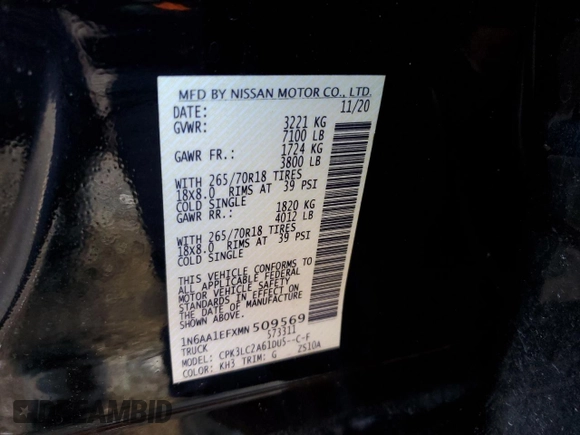 MFD BY NISSAN MOTOR CO., LTD.
DATE: 11/20
GVWR: 3221 KG
7100 LB
GAWR FR.: 1724 KG
3800 LB
WITH 265/70R18 TIRES
18X8.0 RIMS AT 39 PSI
COLD SINGLE
GAWR RR.: 1820 KG
4012 LB
WITH 265/70R18 TIRES
18X8.0 RIMS AT 39 PSI
COLD SINGLE
THIS VEHICLE CONFORMS TO
ALL APPLICABLE FEDERAL
MOTOR VEHICLE SAFETY
STANDARDS IN EFFECT ON
THE DATE OF MANUFACTURE
1N6AA1EFXMN 509569
TRUCK 573311
MODEL: CPK3LC2A61DUS--C-F
COLOR: KH3 TRIM: G 2510A
DREAMBID